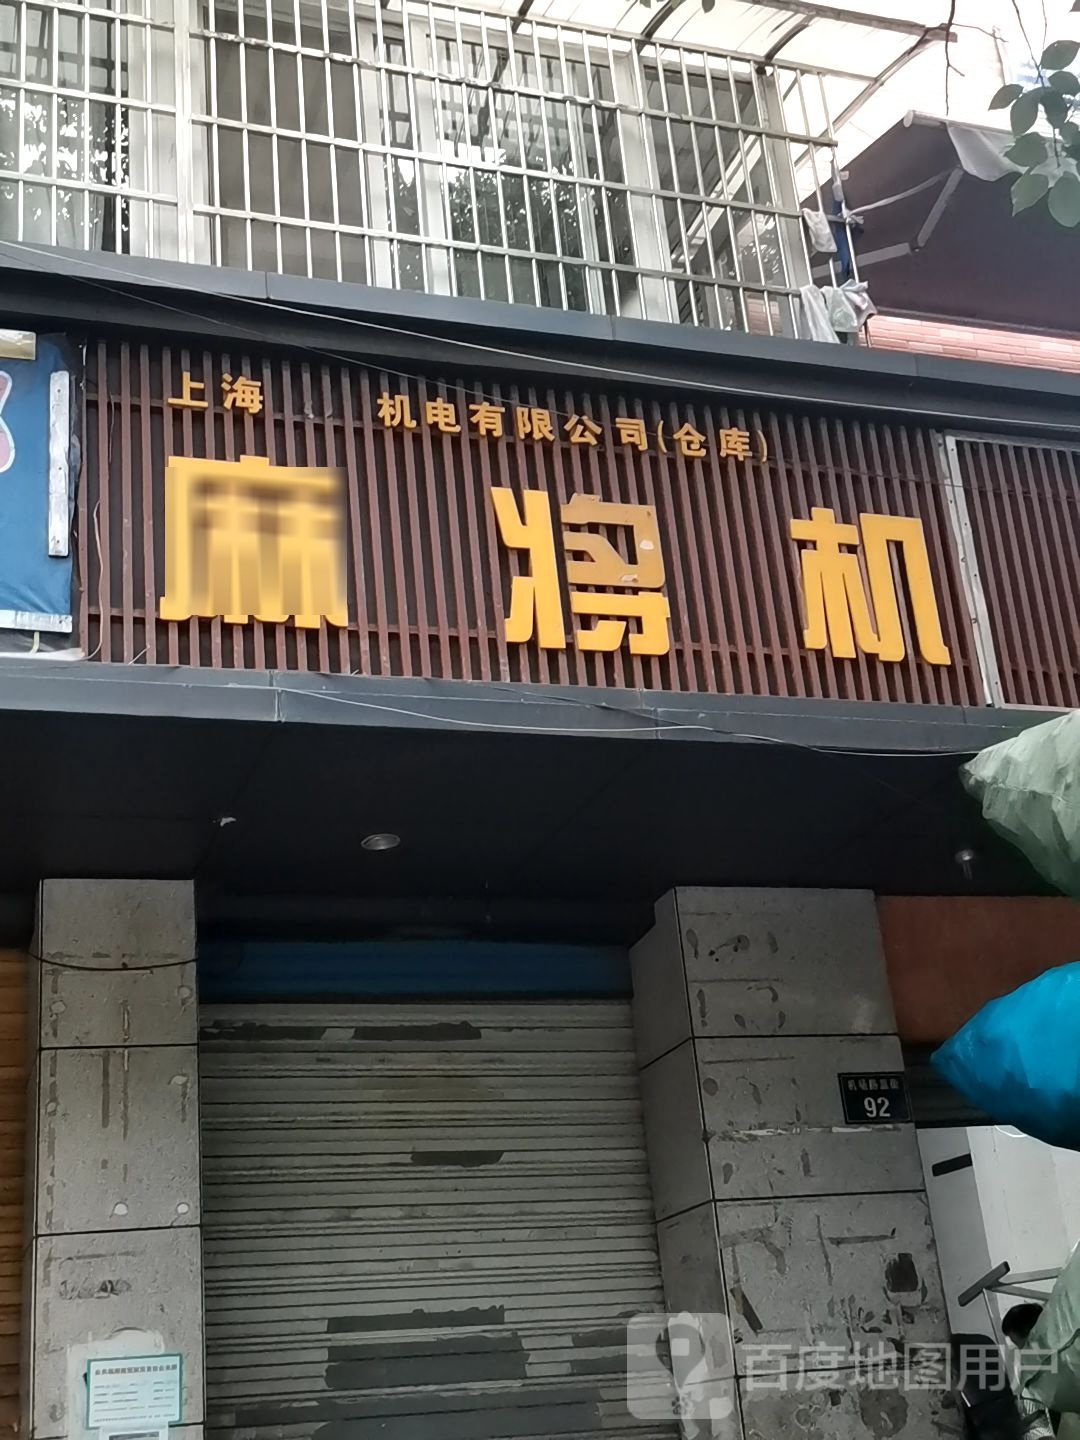 上海 机电有限公司(仓库)
麻将机
92
百度地图用户